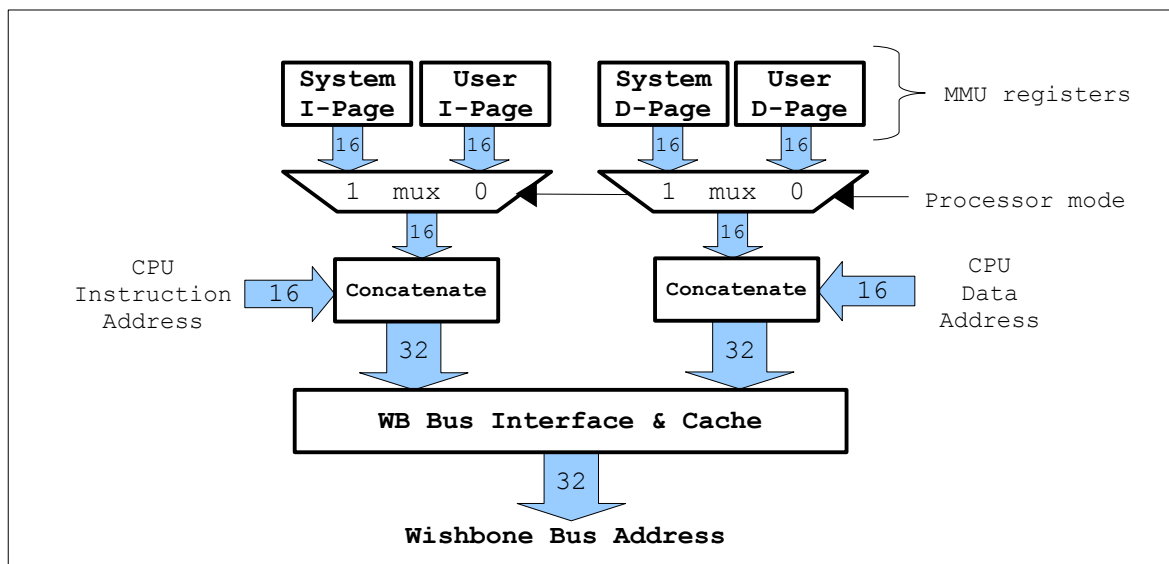 System
I-Page
User
I-Page
System
D-Page
User
D-Page
MMU registers
16
16
16
16
1 mux 0
1 mux 0
Processor mode
16
16
CPU
Instruction
Address
16
Concatenate
Concatenate
16
CPU
Data
Address
32
32
WB Bus Interface & Cache
32
Wishbone Bus Address